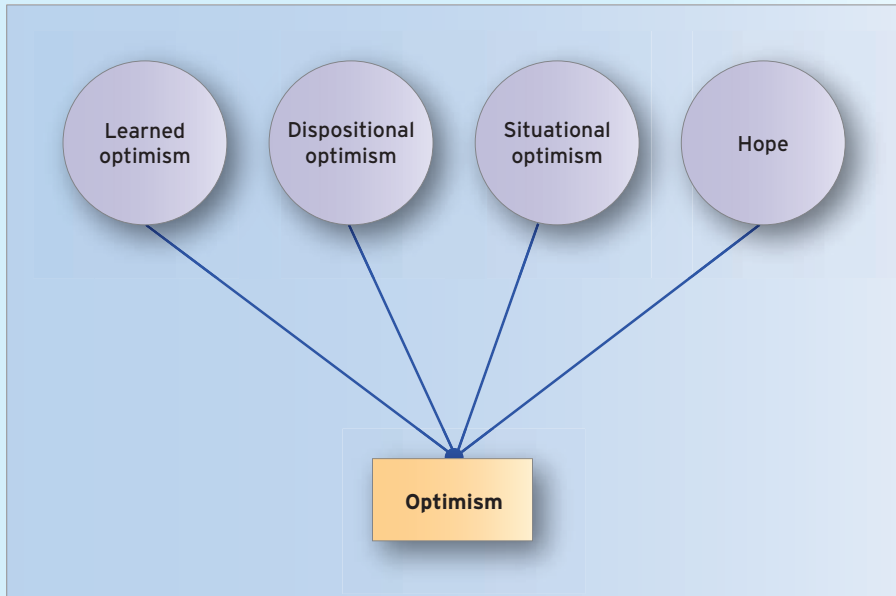 Learned
optimism
Dispositional
optimism
Situational
optimism
Hope
Optimism